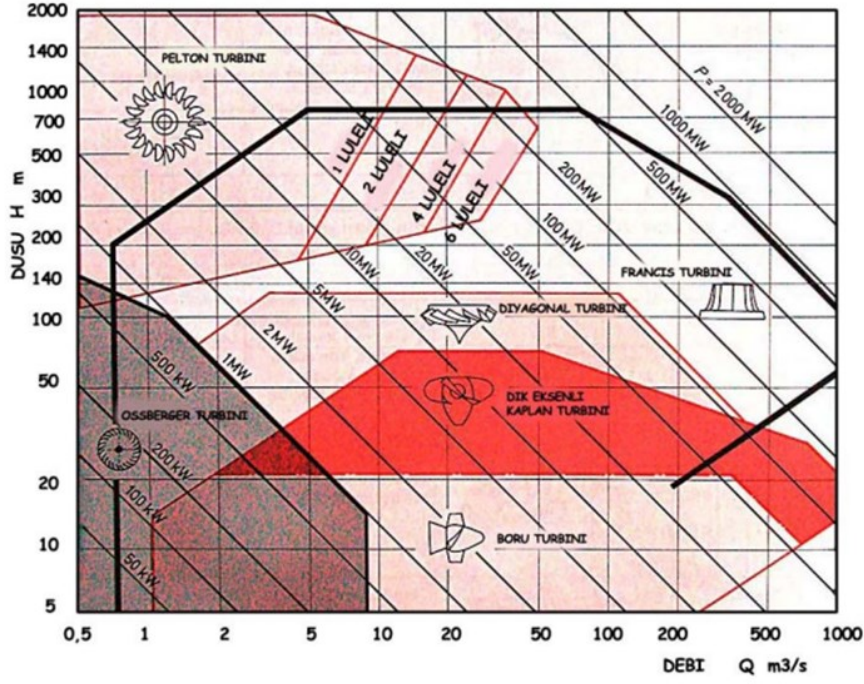 2000
1400
1000
700
500
300
200
140
100
50
20
10
5
DUSU H m
PELTON TURBINI
1 LULELI
2 LULELI
4 LULELI
6 LULELI
P = 2000 MW
1000 MW
500 MW
200 MW
100 MW
50 MW
20 MW
10MW
5MW
2 MW
1MW
500 KW
200 KW
100 KW
50 KW
FRANCIS TURBINI
DIYAGONAL TURBINI
DIK EKSENLI
KAPLAN TURBINI
OSSBERGER TURBINI
BORU TURBINI
0,5 1 2 5 10 20 50 100 200 500 1000
DEBI Q m3/s